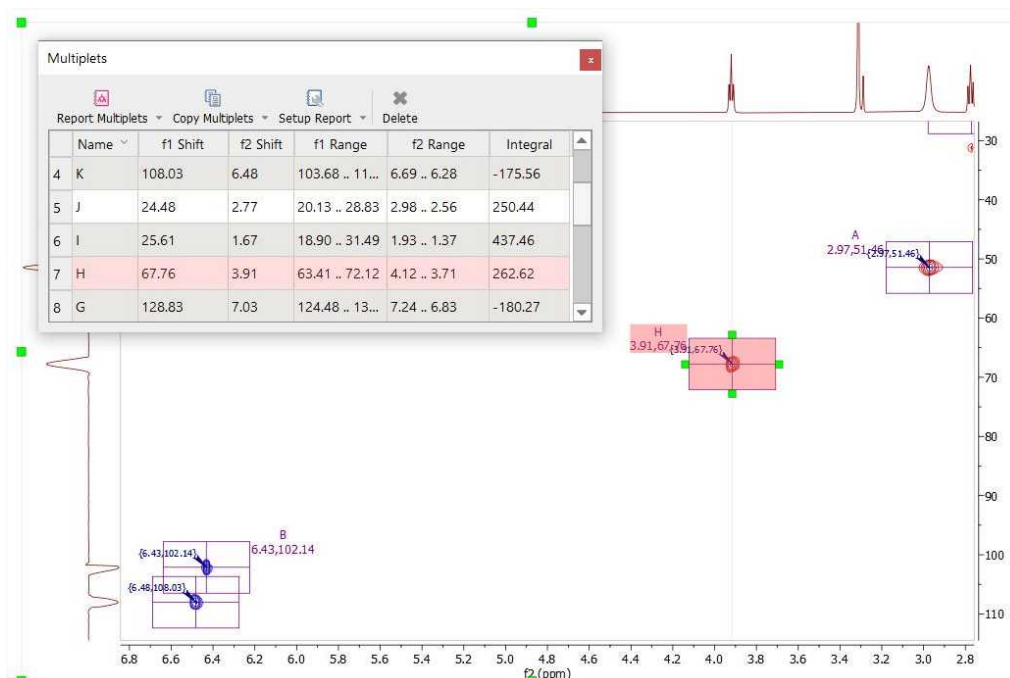 Multiplets
x
Report Multiplets Copy Multiplets Setup Report Delete
Name f1 Shift f2 Shift f1 Range f2 Range Integral
4 K 108.03 6.48 103.68 .. 11... 6.69 .. 6.28 -175.56
5 J 24.48 2.77 20.13 .. 28.83 2.98 .. 2.56 250.44
6 I 25.61 1.67 18.90 .. 31.49 1.93 .. 1.37 437.46
7 H 67.76 3.91 63.41 .. 72.12 4.12 .. 3.71 262.62
8 G 128.83 7.03 124.48 .. 13... 7.24 .. 6.83 -180.27
A
2.97,51.46
{2.97,51.46}
H
3.91,67.76
{3.91,67.76}
B
6.43,102.14
{6.43,102.14}
{6.48,108.03}
30
40
50
60
70
80
90
100
110
6.8 6.6 6.4 6.2 6.0 5.8 5.6 5.4 5.2 5.0 4.8 4.6 4.4 4.2 4.0 3.8 3.6 3.4 3.2 3.0 2.8
f2 (ppm)